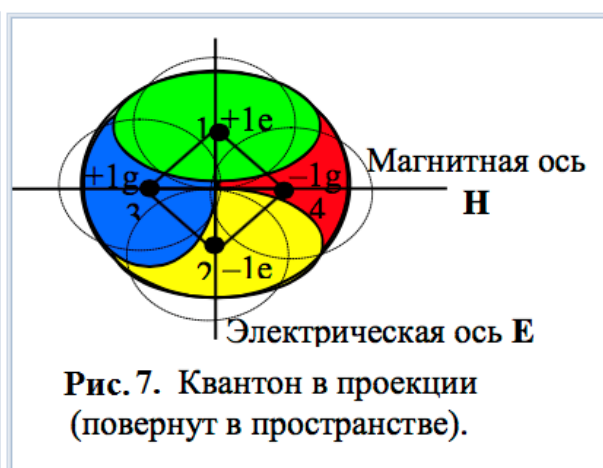 1 +1e
+1g
3
–1g
4
2 –1e
Магнитная ось
H
Электрическая ось E
Рис. 7. Квантон в проекции
(повернут в пространстве).